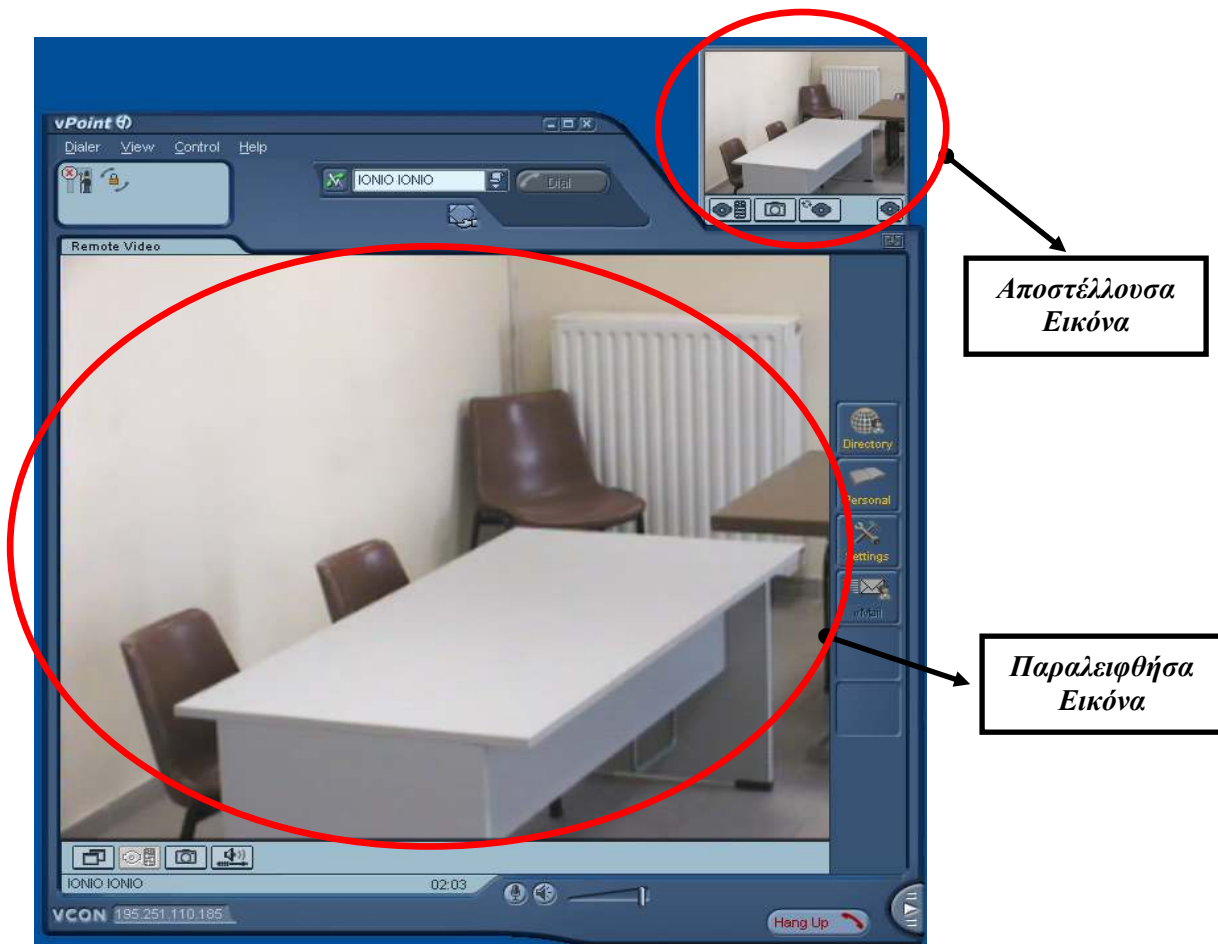 vPoint
Dialer View Control Help
IONIO IONIO
Dial
Remote Video
Αποστέλλουσα
Εικόνα
Directory
Personal
Settings
vMail
Παραλειφθήσα
Εικόνα
IONIO IONIO 02:03
VCON 195.251.110.185
Hang Up